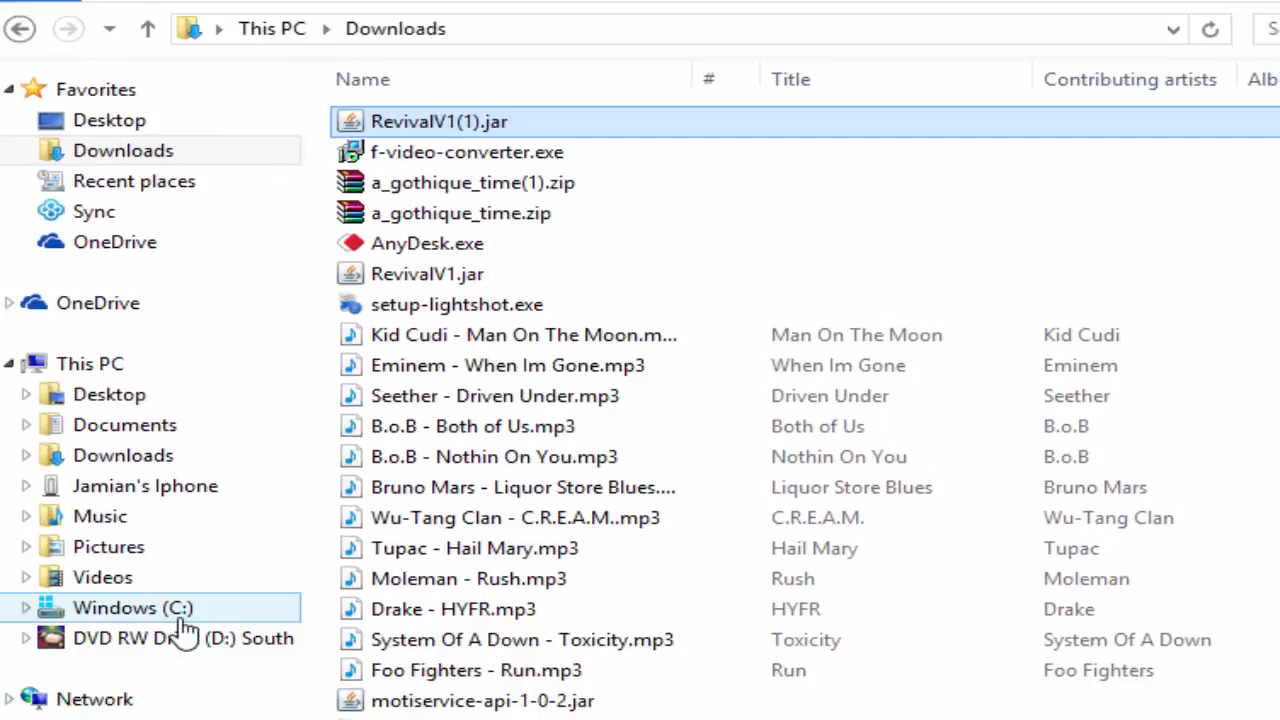 This PC Downloads S
Name # Title Contributing artists Alb
Favorites
Desktop
Downloads
Recent places
Sync
OneDrive
OneDrive
This PC
Desktop
Documents
Downloads
Jamian's Iphone
Music
Pictures
Videos
Windows (C:)
DVD RW D (D:) South
Network
RevivalV1(1).jar
f-video-converter.exe
a_gothique_time(1).zip
a_gothique_time.zip
AnyDesk.exe
RevivalV1.jar
setup-lightshot.exe
Kid Cudi - Man On The Moon.m... Man On The Moon Kid Cudi
Eminem - When Im Gone.mp3 When Im Gone Eminem
Seether - Driven Under.mp3 Driven Under Seether
B.o.B - Both of Us.mp3 Both of Us B.o.B
B.o.B - Nothin On You.mp3 Nothin On You B.o.B
Bruno Mars - Liquor Store Blues.... Liquor Store Blues Bruno Mars
Wu-Tang Clan - C.R.E.A.M..mp3 C.R.E.A.M. Wu-Tang Clan
Tupac - Hail Mary.mp3 Hail Mary Tupac
Moleman - Rush.mp3 Rush Moleman
Drake - HYFR.mp3 HYFR Drake
System Of A Down - Toxicity.mp3 Toxicity System Of A Down
Foo Fighters - Run.mp3 Run Foo Fighters
motiservice-api-1-0-2.jar